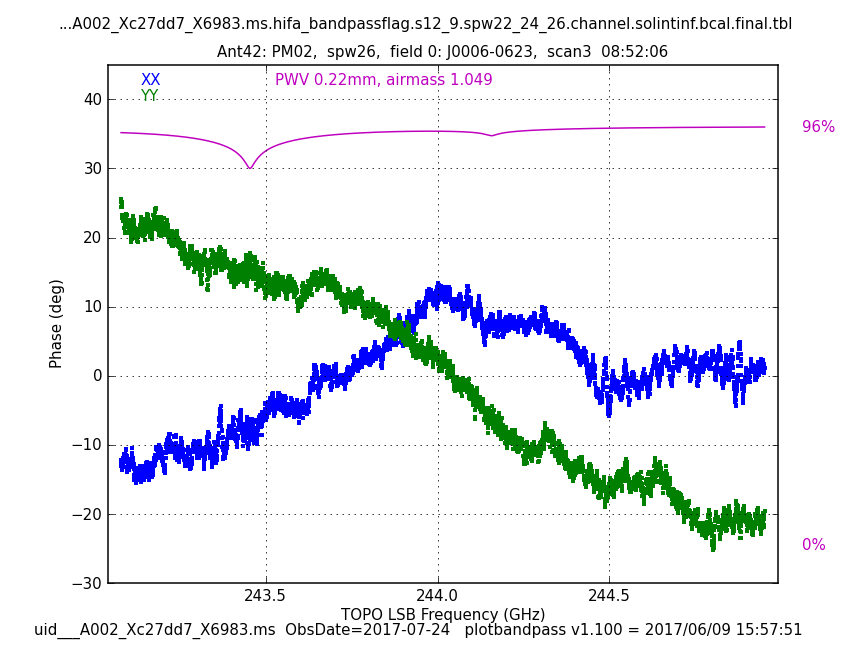 ...A002_Xc27dd7_X6983.ms.hifa_bandpassflag.s12_9.spw22_24_26.channel.solintinf.bcal.final.tbl
Ant42: PM02,  spw26,  field 0: J0006-0623,  scan3  08:52:06
XX
PWV 0.22mm, airmass 1.049
YY
40
96%
30
20
10
0
−10
−20
0%
−30
Phase (deg)
243.5
244.0
244.5
TOPO LSB Frequency (GHz)
uid___A002_Xc27dd7_X6983.ms  ObsDate=2017-07-24   plotbandpass v1.100 = 2017/06/09 15:57:51